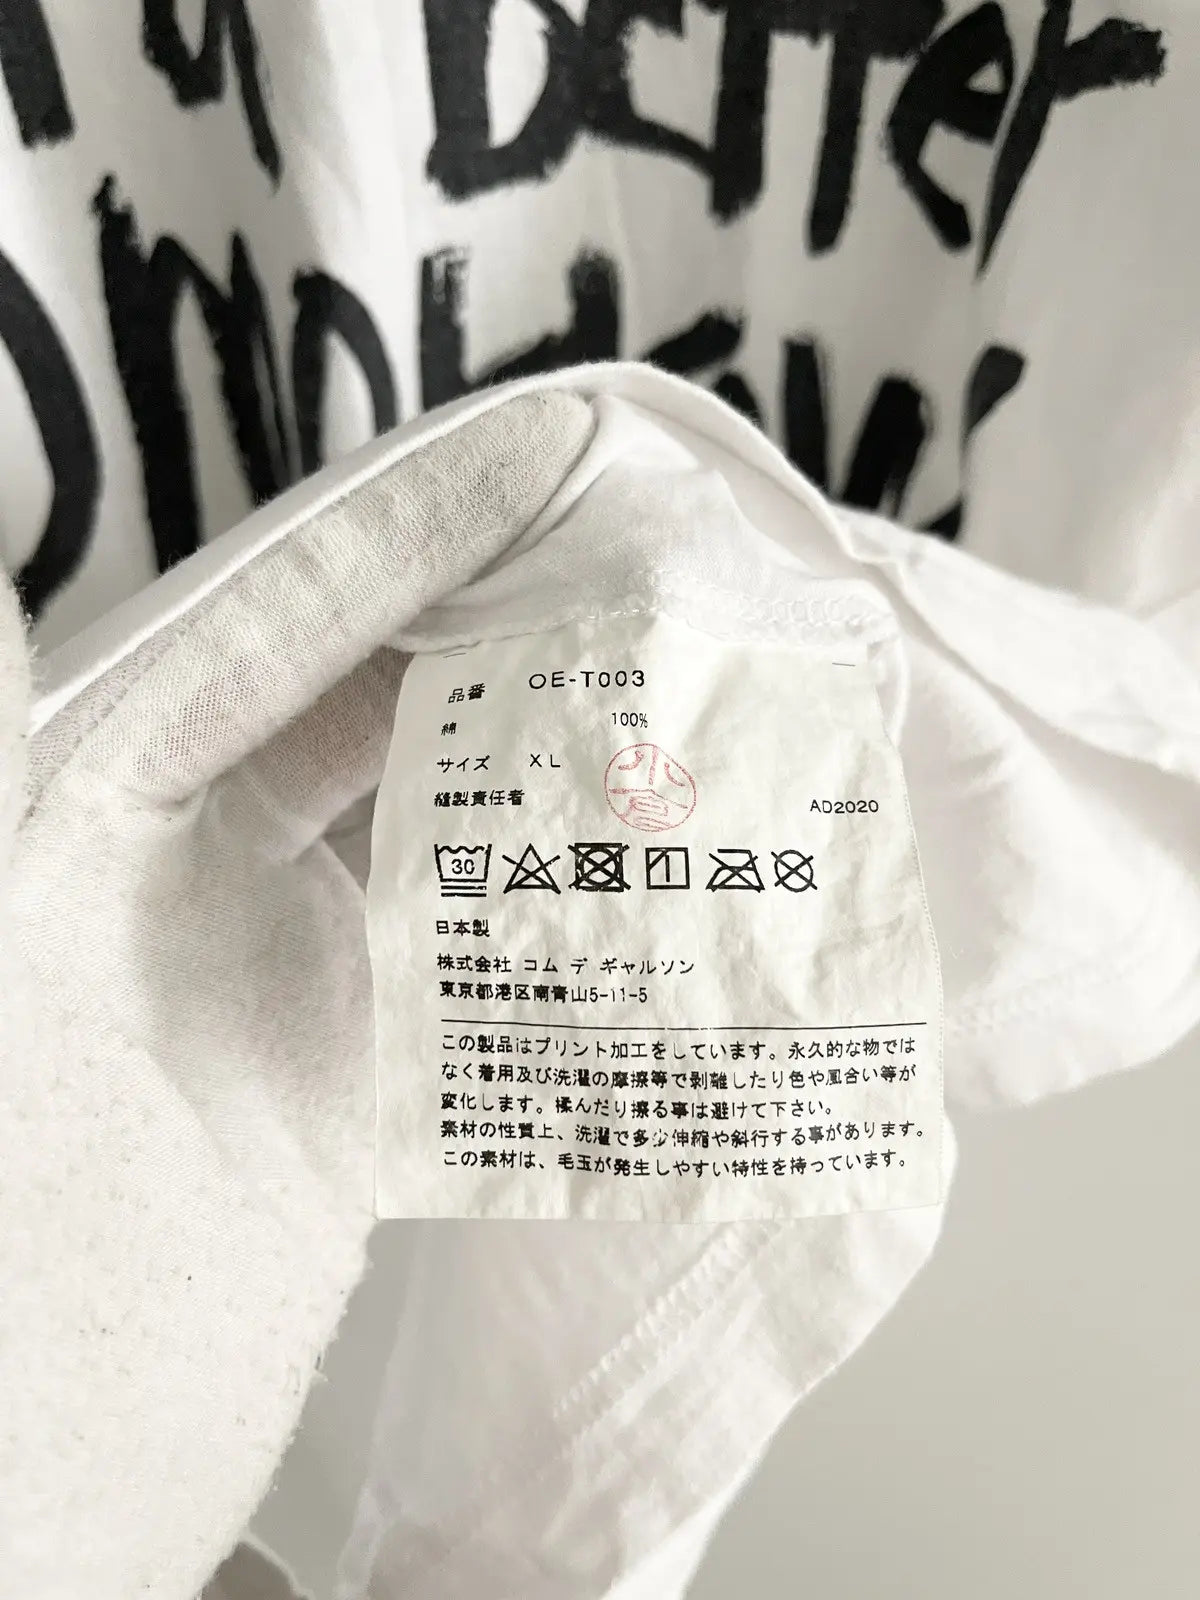 BETTER
品番 OE-T003
綿 100%
サイズ XL
縫製責任者 小倉
AD2020
30
日本製
株式会社 コム デ ギャルソン
東京都港区南青山5-11-5
この製品はプリント加工をしています。永久的な物では
なく着用及び洗濯の摩擦等で剥離したり色や風合い等が
変化します。揉んだり擦る事は避けて下さい。
素材の性質上、洗濯で多少伸縮や斜行する事があります。
この素材は、毛玉が発生しやすい特性を持っています。